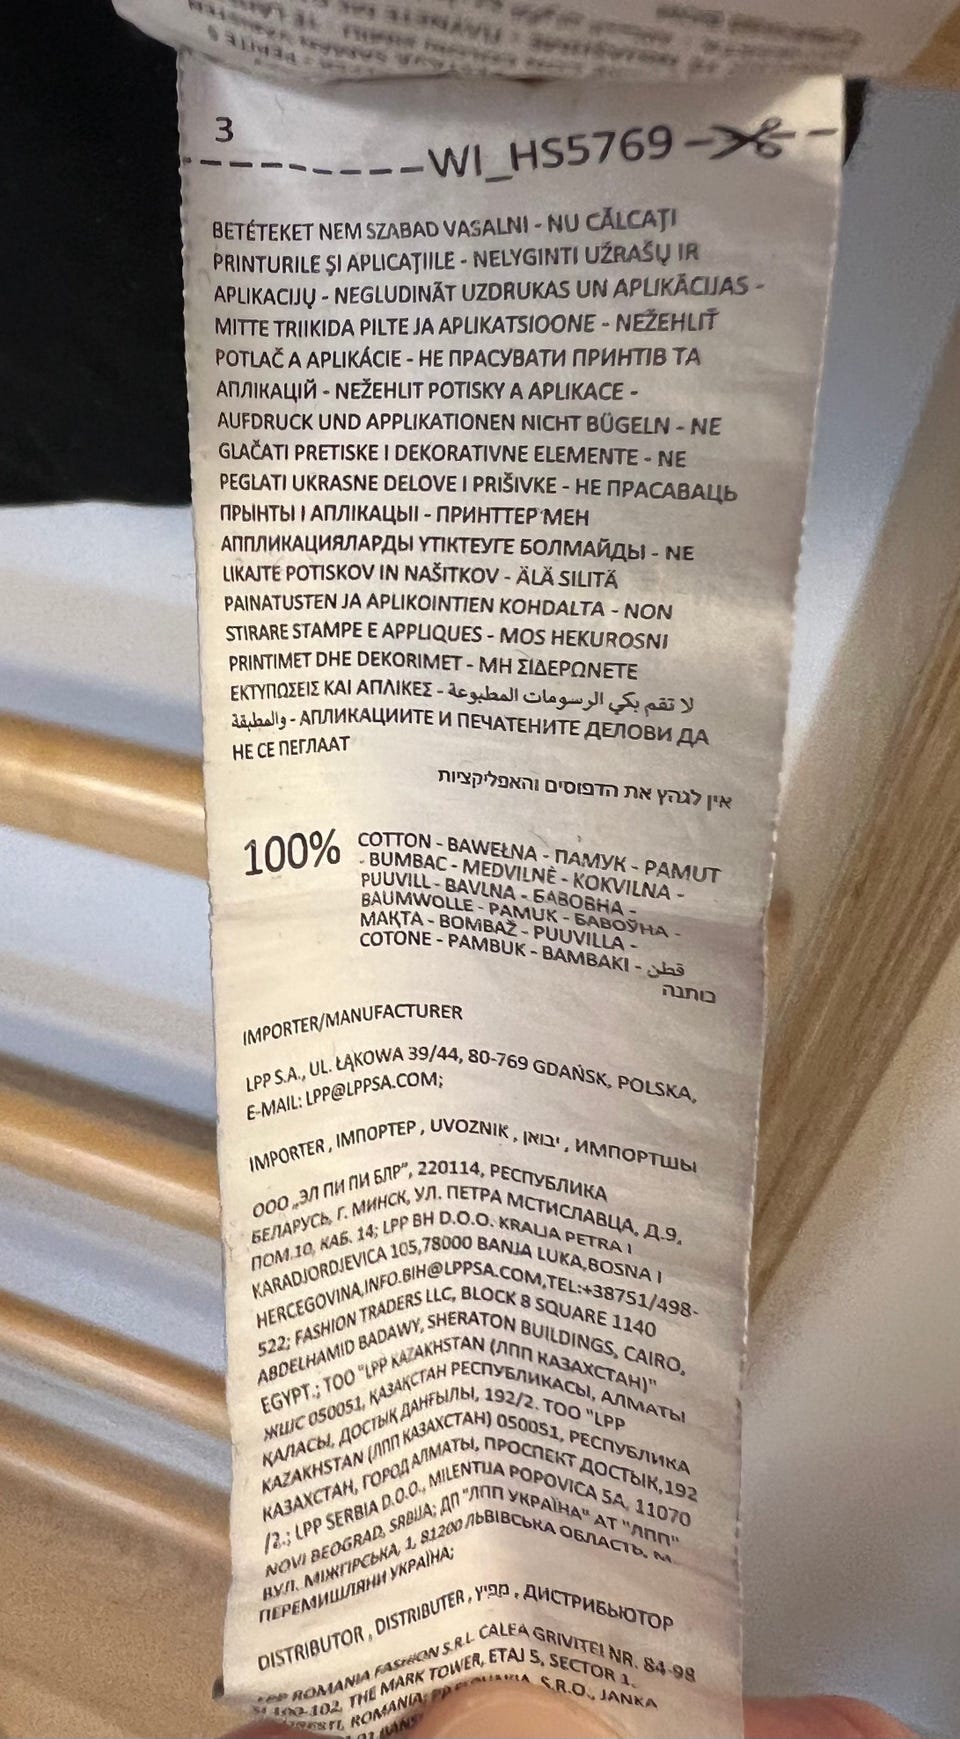 3
WI_HS5769
BETÉTEKET NEM SZABAD VASALNI - NU CĂLCAȚI
PRINTURILE ȘI APLICAȚIILE - NELYGINTI UŽRAŠŲ IR
APLIKACIJŲ - NEGLUDINĀT UZDRUKAS UN APLIKĀCIJAS -
MITTE TRIIKIDA PILTE JA APLIKATSIOONE - NEŽEHLIŤ
POTLAČ A APLIKÁCIE - НЕ ПРАСУВАТИ ПРИНТІВ ТА
АПЛІКАЦІЙ - NEŽEHLIT POTISKY A APLIKACE -
AUFDRUCK UND APPLIKATIONEN NICHT BÜGELN - NE
GLAČATI PRETISKE I DEKORATIVNE ELEMENTE - NE
PEGLATI UKRASNE DELOVE I PRIŠIVKE - НЕ ПРАСАВАЦЬ
ПРЫНТЫ І АПЛІКАЦЫІ - ПРИНТТЕР МЕН
АППЛИКАЦИЯЛАРДЫ ҮТІКТЕУГЕ БОЛМАЙДЫ - NE
LIKAJTE POTISKOV IN NAŠITKOV - ÄLÄ SILITÄ
PAINATUSTEN JA APLIKOINTIEN KOHDALTA - NON
STIRARE STAMPE E APPLIQUES - MOS HEKUROSNI
PRINTIMET DHE DEKORIMET - ΜΗ ΣΙΔΕΡΩΝΕΤΕ
ΕΚΤΥΠΩΣΕΙΣ ΚΑΙ ΑΠΛΙΚΕΣ - لا تقم بكي الرسومات المطبوعة
والمطبقة - АПЛИКАЦИИТЕ И ПЕЧАТЕНИТЕ ДЕЛОВИ ДА
НЕ СЕ ПЕГЛААТ
אין לגהץ את הדפוסים והאפליקציות
100% COTTON - BAWEŁNA - ПАМУК - PAMUT
- BUMBAC - MEDVILNĖ - KOKVILNA -
PUUVILL - BAVLNA - БАВОВНА -
BAUMWOLLE - PAMUK - БАВОЎНА -
МАҚТА - BOMBAŽ - PUUVILLA -
COTONE - PAMBUK - BAMBAKI - قطن
כותנה
IMPORTER/MANUFACTURER
LPP S.A., UL. ŁĄKOWA 39/44, 80-769 GDAŃSK, POLSKA,
E-MAIL: LPP@LPPSA.COM;
IMPORTER , ІМПОРТЕР , UVOZNIK , יבואן , ИМПОРТШЫ
ООО „ЭЛ ПИ ПИ БЛР”, 220114, РЕСПУБЛИКА
БЕЛАРУСЬ, Г. МИНСК, УЛ. ПЕТРА МСТИСЛАВЦА, Д.9,
ПОМ.10, КАБ. 14; LPP BH D.O.O. KRALJA PETRA I
KARADJORDJEVICA 105,78000 BANJA LUKA,BOSNA I
HERCEGOVINA,INFO.BIH@LPPSA.COM,TEL:+38751/498-
522; FASHION TRADERS LLC, BLOCK 8 SQUARE 1140
ABDELHAMID BADAWY, SHERATON BUILDINGS, CAIRO,
EGYPT.; ТОО "LPP KAZAKHSTAN (ЛПП КАЗАХСТАН)"
ЖШС 050051, ҚАЗАҚСТАН РЕСПУБЛИКАСЫ, АЛМАТЫ
ҚАЛАСЫ, ДОСТЫҚ ДАҢҒЫЛЫ, 192/2. ТОО "LPP
KAZAKHSTAN (ЛПП КАЗАХСТАН) 050051, РЕСПУБЛИКА
КАЗАХСТАН, ГОРОД АЛМАТЫ, ПРОСПЕКТ ДОСТЫК,192
/2.; LPP SERBIA D.O.O., MILENTIJA POPOVICA 5A, 11070
NOVI BEOGRAD, SRBIJA; ДП "ЛПП УКРАЇНА" АТ "ЛПП"
ВУЛ. МІЖГІРСЬКА, 1, 81200 ЛЬВІВСЬКА ОБЛАСТЬ, М.
ПЕРЕМИШЛЯНИ УКРАЇНА;
DISTRIBUTOR , DISTRIBUTER , מפיץ , ДИСТРИБЬЮТОР
LPP ROMANIA FASHION S.R.L CALEA GRIVITEI NR. 84-98
100-102, THE MARK TOWER, ETAJ 5, SECTOR 1,
ROMANIA; S.R.O., JANKA